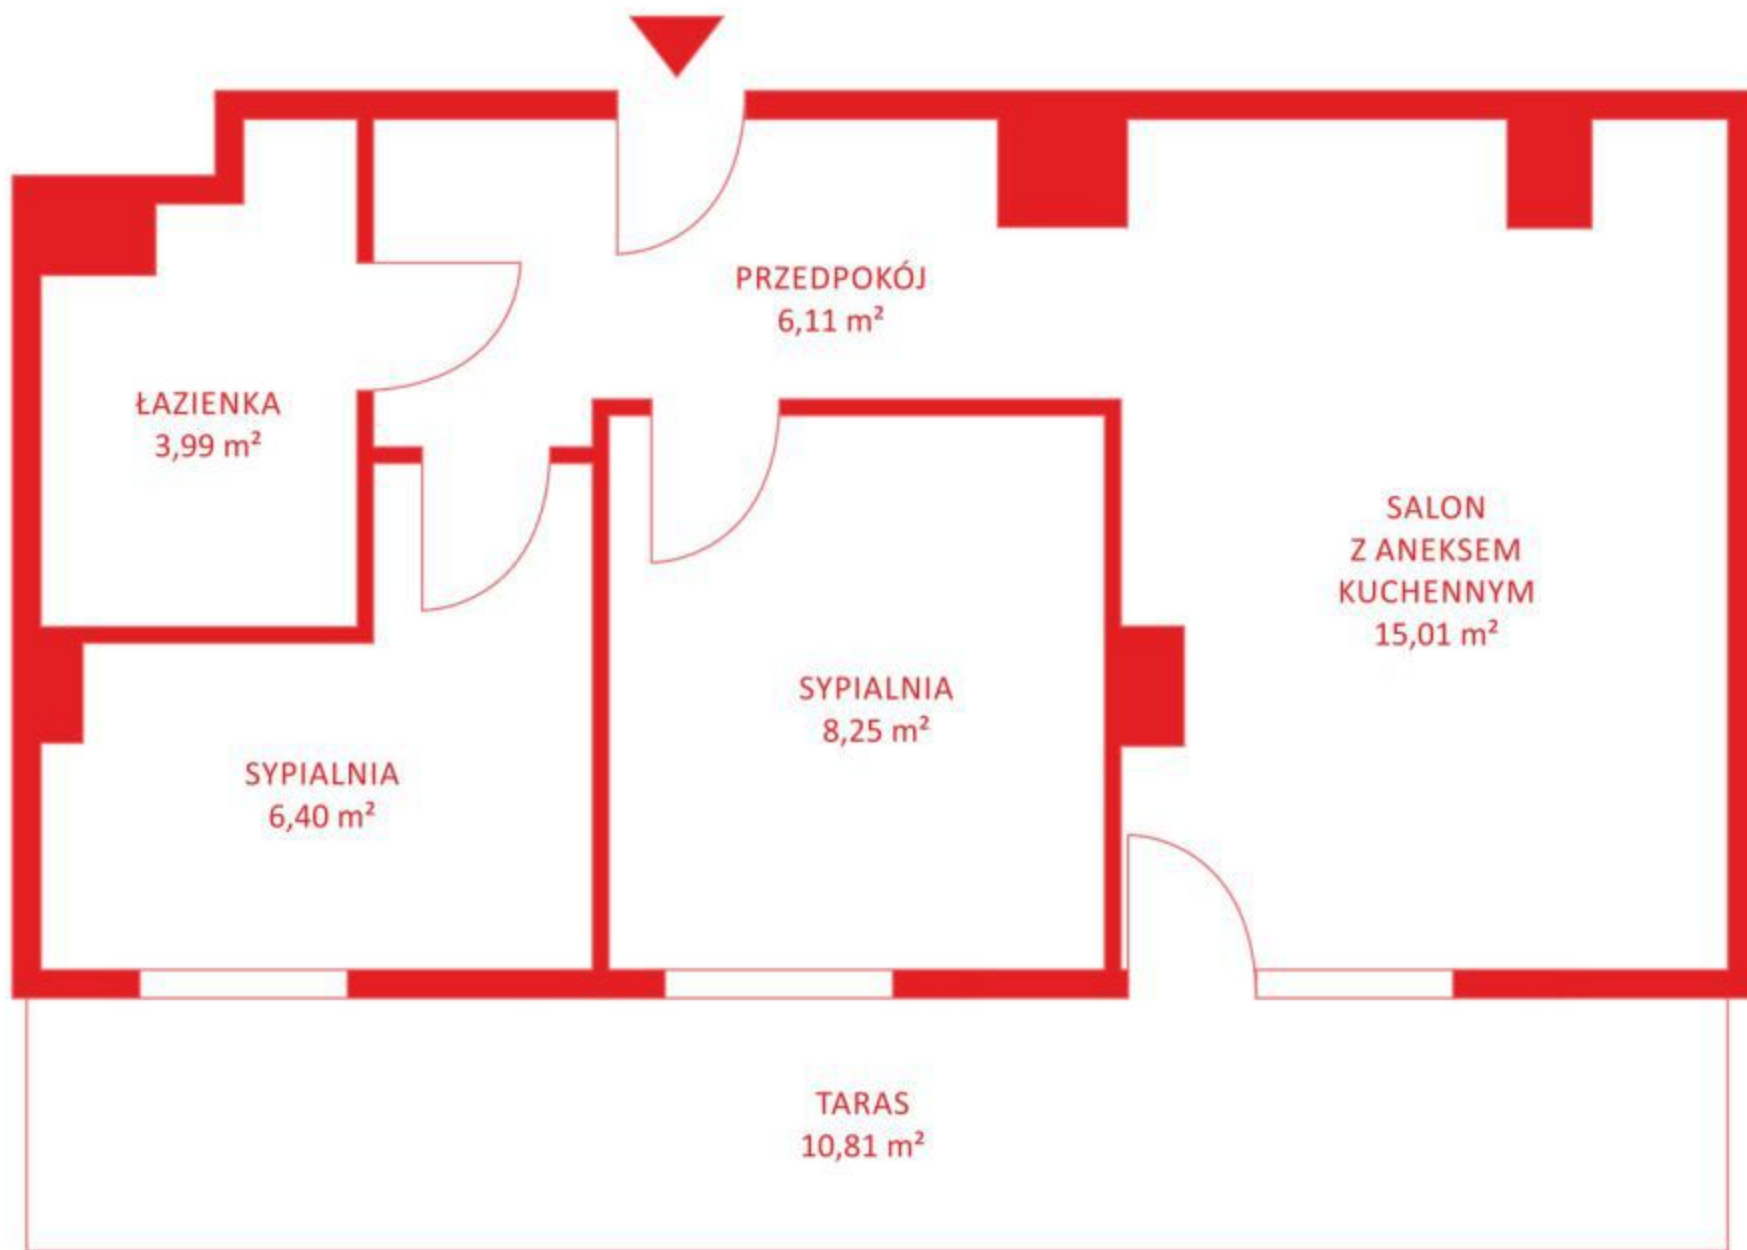 PRZEDPOKÓJ
6,11 m²
ŁAZIENKA
3,99 m²
SALON
Z ANEKSEM
KUCHENNYM
15,01 m²
SYPIALNIA
8,25 m²
SYPIALNIA
6,40 m²
TARAS
10,81 m²